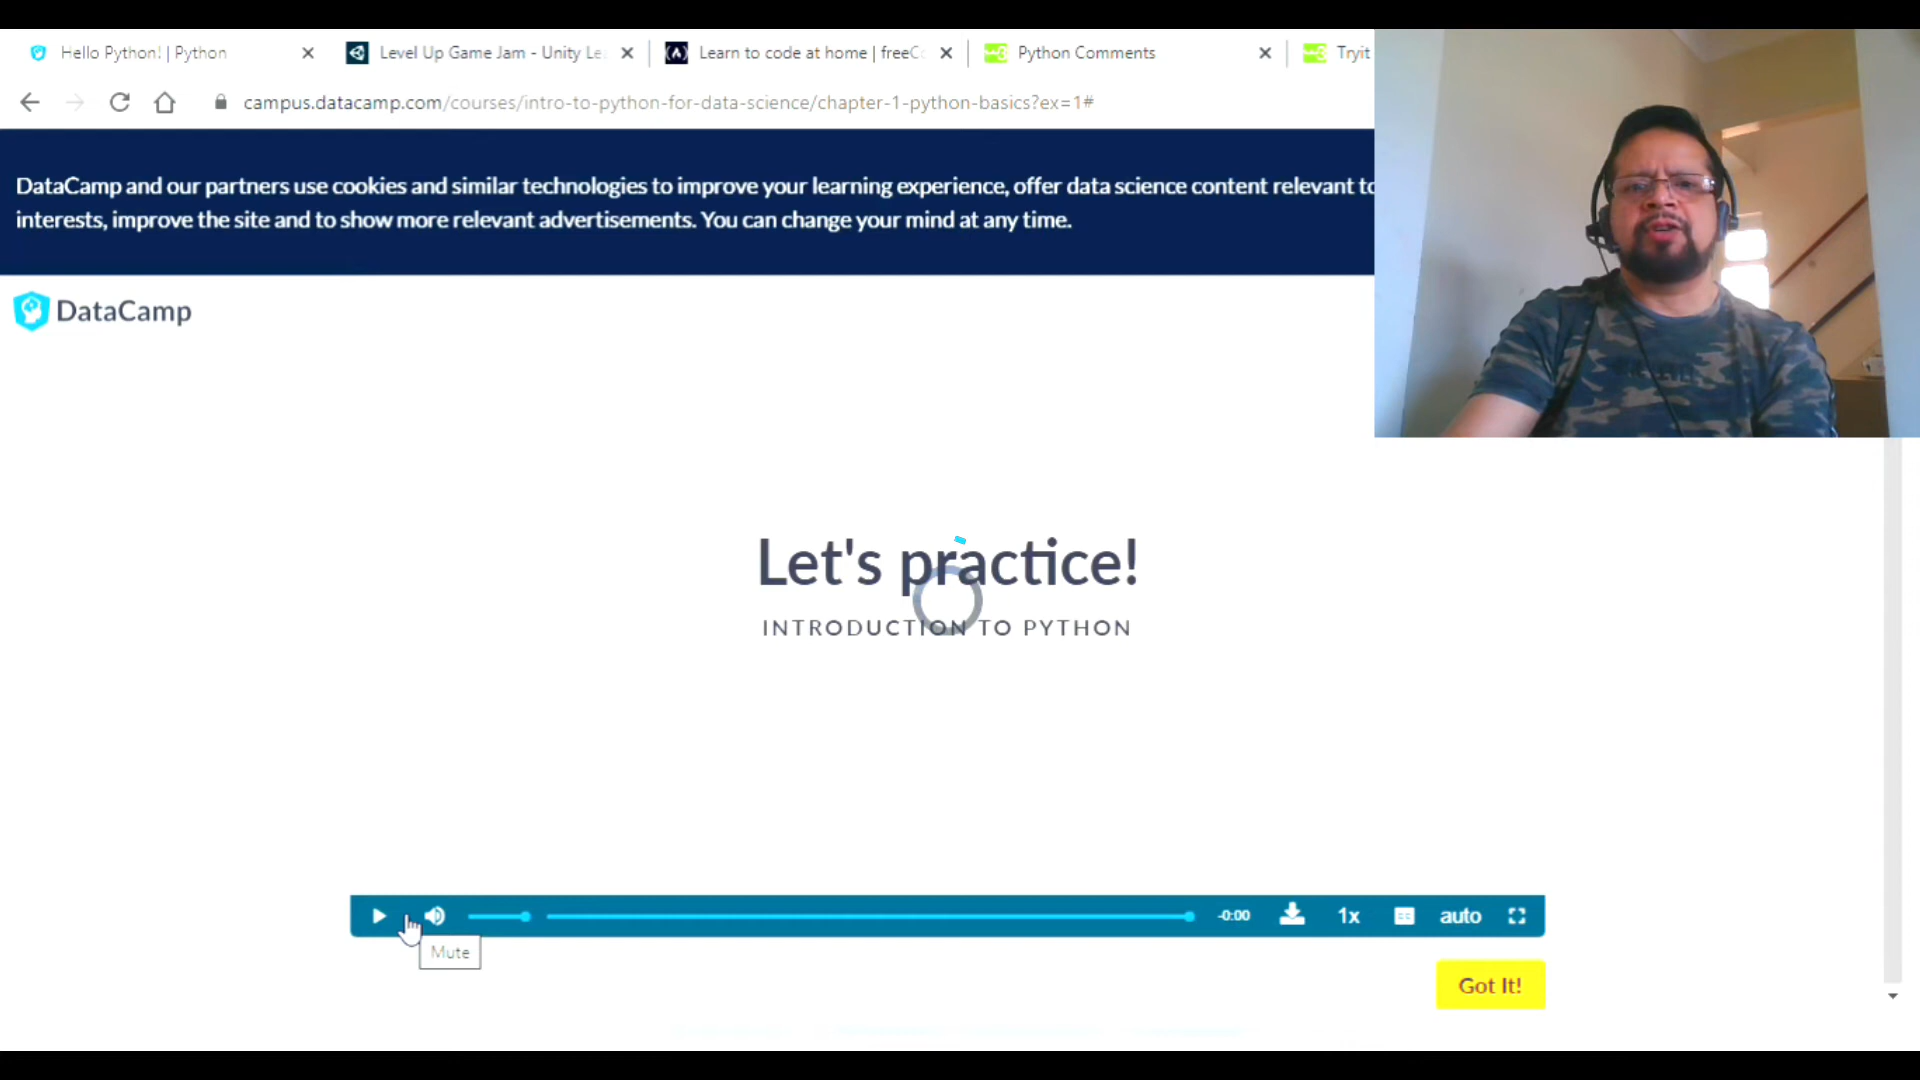 Hello Python! | Python
Level Up Game Jam - Unity Le
Learn to code at home | freeC
Python Comments
Tryit
campus.datacamp.com/courses/intro-to-python-for-data-science/chapter-1-python-basics?ex=1#
DataCamp and our partners use cookies and similar technologies to improve your learning experience, offer data science content relevant to
interests, improve the site and to show more relevant advertisements. You can change your mind at any time.
DataCamp
Let's practice!
INTRODUCTION TO PYTHON
-0:00
1x
auto
Mute
Got It!